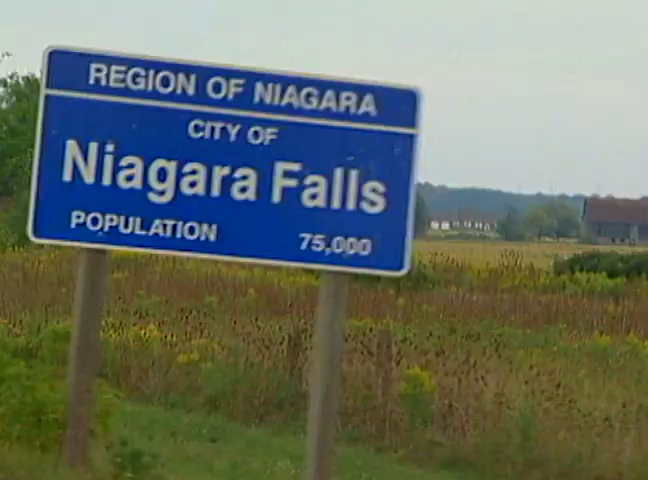 REGION OF NIAGARA
CITY OF
Niagara Falls
POPULATION 75,000